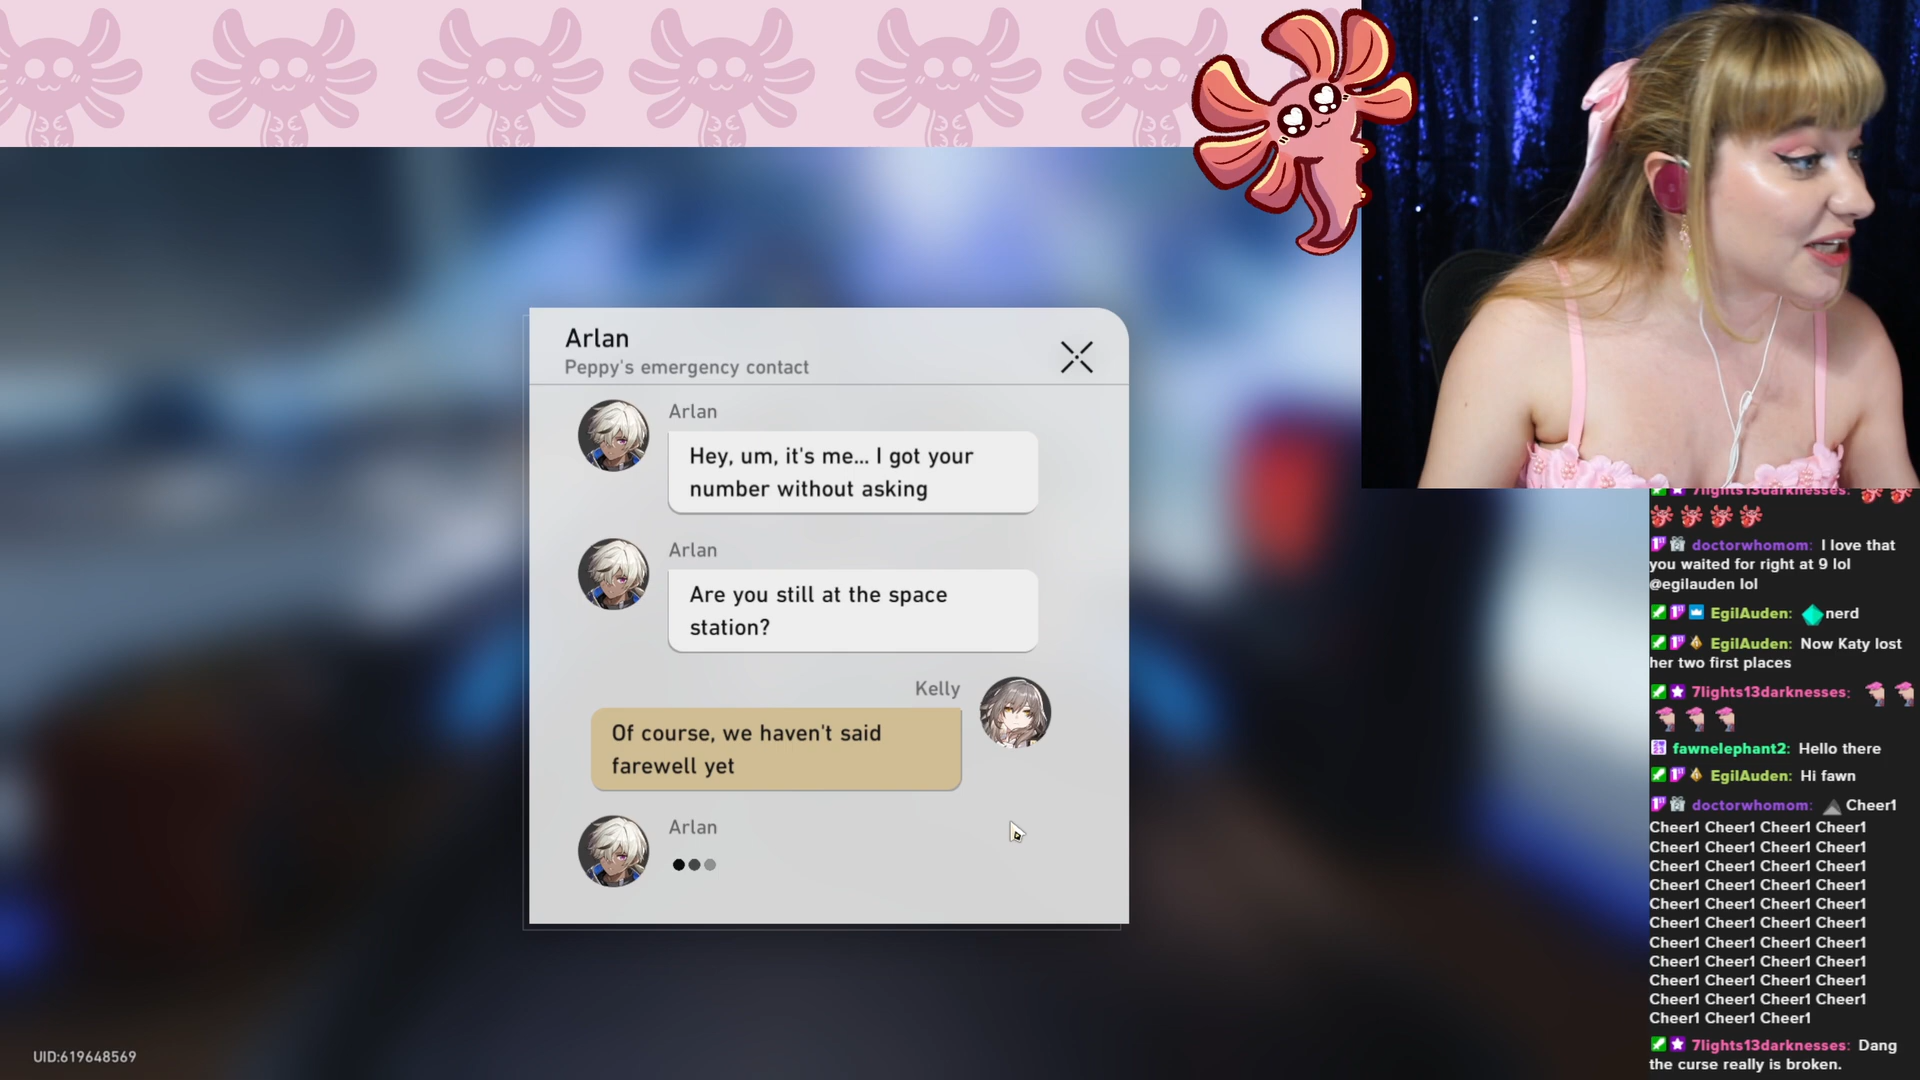 Arlan
Peppy's emergency contact
Arlan
Hey, um, it's me... I got your
number without asking
Arlan
Are you still at the space
station?
Kelly
Of course, we haven't said
farewell yet
Arlan
UID:619648569
7lights13darknesses:
doctorwhomom: I love that
you waited for right at 9 lol
@egilauden lol
EgilAuden: nerd
EgilAuden: Now Katy lost
her two first places
7lights13darknesses:
fawnelephant2: Hello there
EgilAuden: Hi fawn
doctorwhomom: Cheer1
Cheer1 Cheer1 Cheer1 Cheer1
Cheer1 Cheer1 Cheer1 Cheer1
Cheer1 Cheer1 Cheer1 Cheer1
Cheer1 Cheer1 Cheer1 Cheer1
Cheer1 Cheer1 Cheer1 Cheer1
Cheer1 Cheer1 Cheer1 Cheer1
Cheer1 Cheer1 Cheer1 Cheer1
Cheer1 Cheer1 Cheer1 Cheer1
Cheer1 Cheer1 Cheer1 Cheer1
Cheer1 Cheer1 Cheer1 Cheer1
Cheer1 Cheer1 Cheer1
7lights13darknesses: Dang
the curse really is broken.